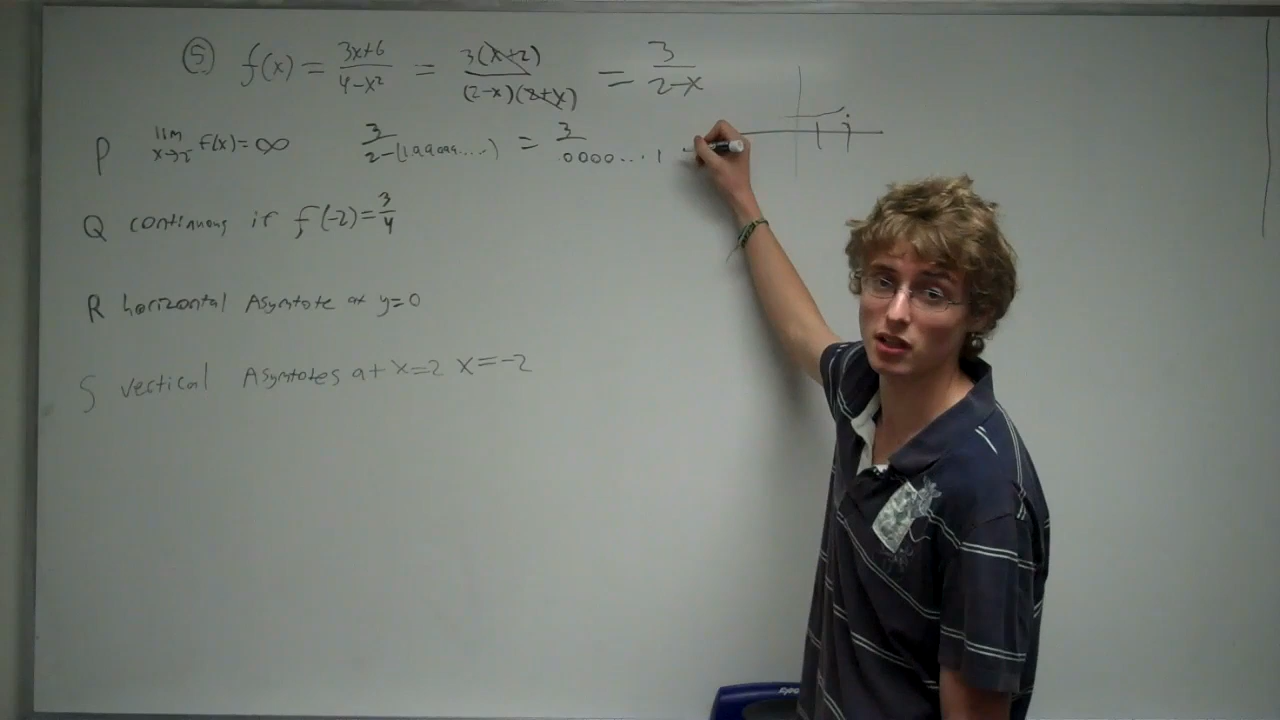 ⑤ f(x) = 3x+6 / 4-x² = 3(x+2) / (2-x)(2+x) = 3 / 2-x
P lim x→2⁻ f(x) = ∞ 3 / 2-(1.99999....) = 3 / .0000...1
Q continuous if f(-2) = 3/4
R horizontal Asymtote at y=0
S vertical Asymtotes at x=2 x=-2